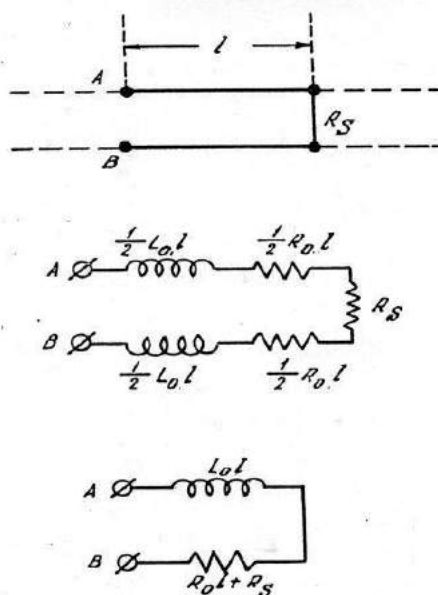 l
A
R_S
B
1/2 L_0.l 1/2 R_0.l
A
R_S
B
1/2 L_0.l 1/2 R_0.l
L_0 l
A
B
R_0 l + R_S